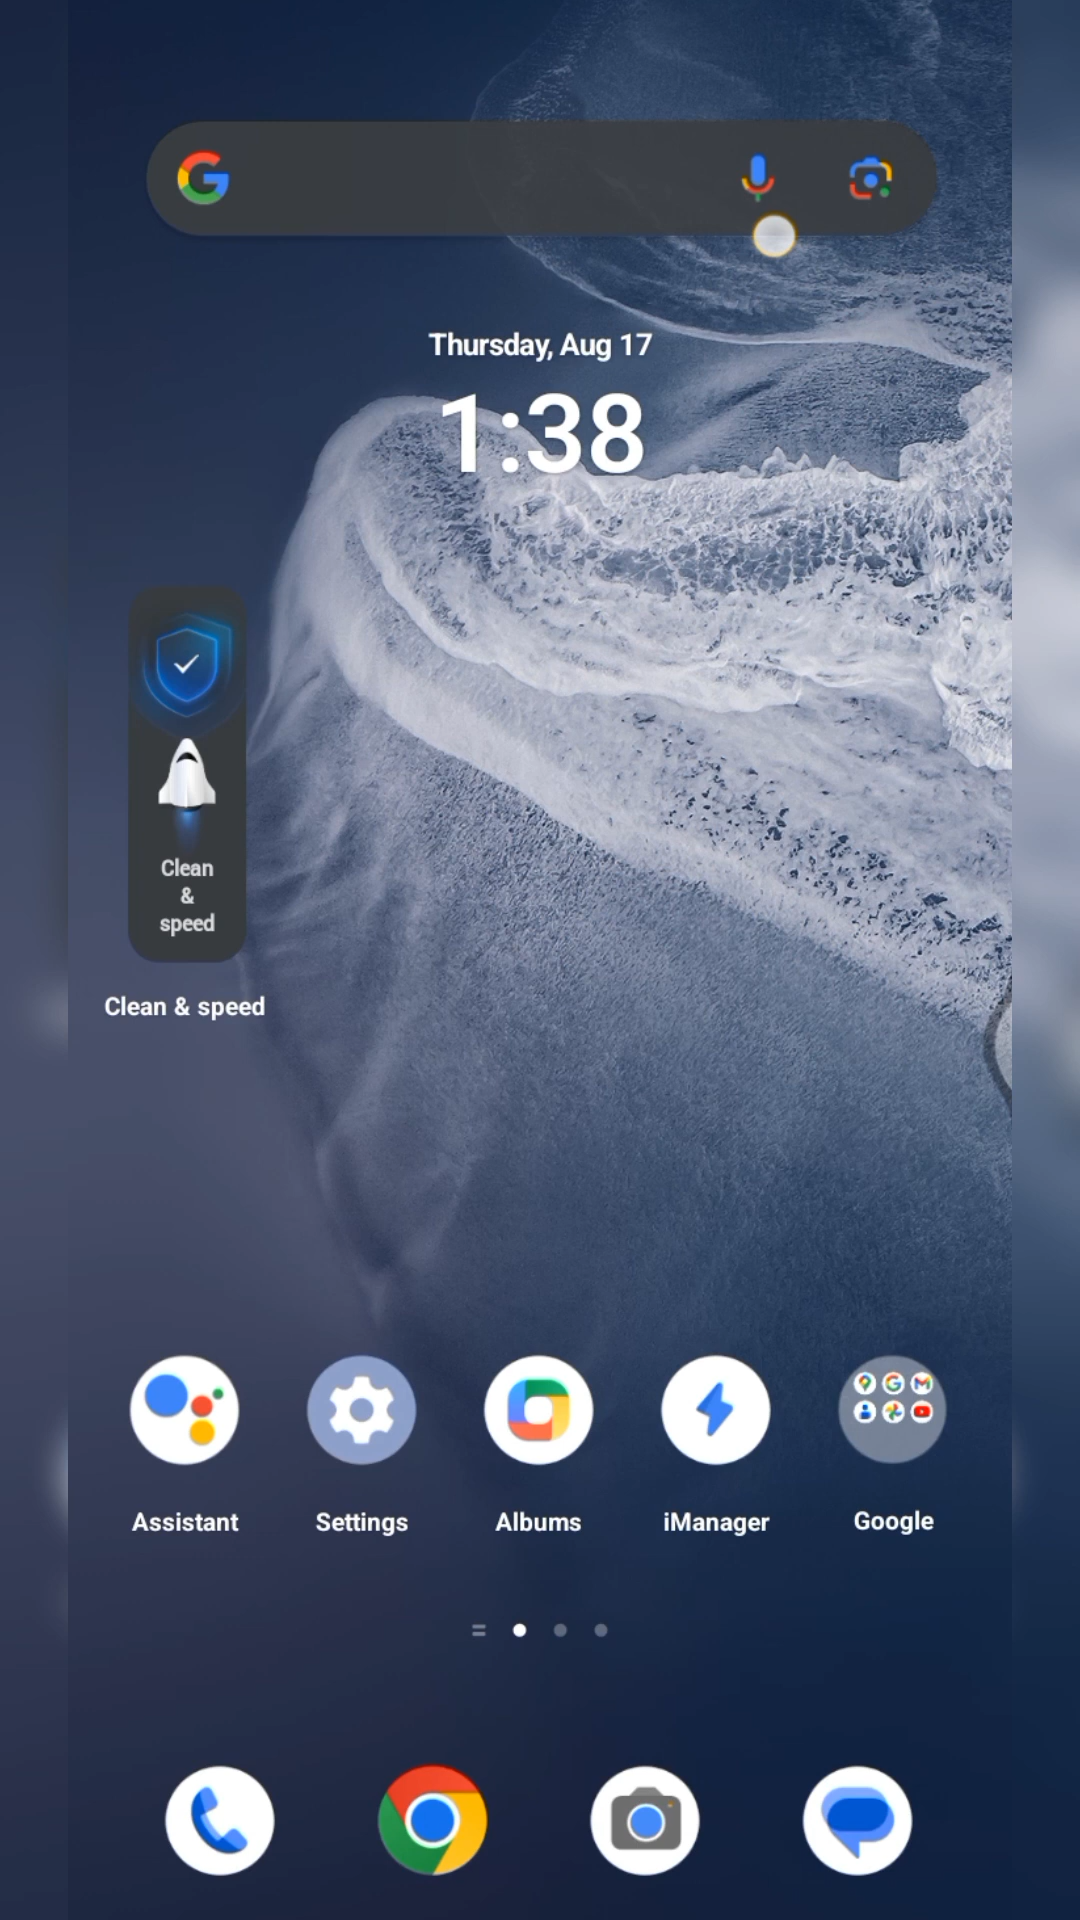 Thursday, Aug 17
1:38
Clean
&
speed
Clean & speed
Assistant
Settings
Albums
iManager
Google